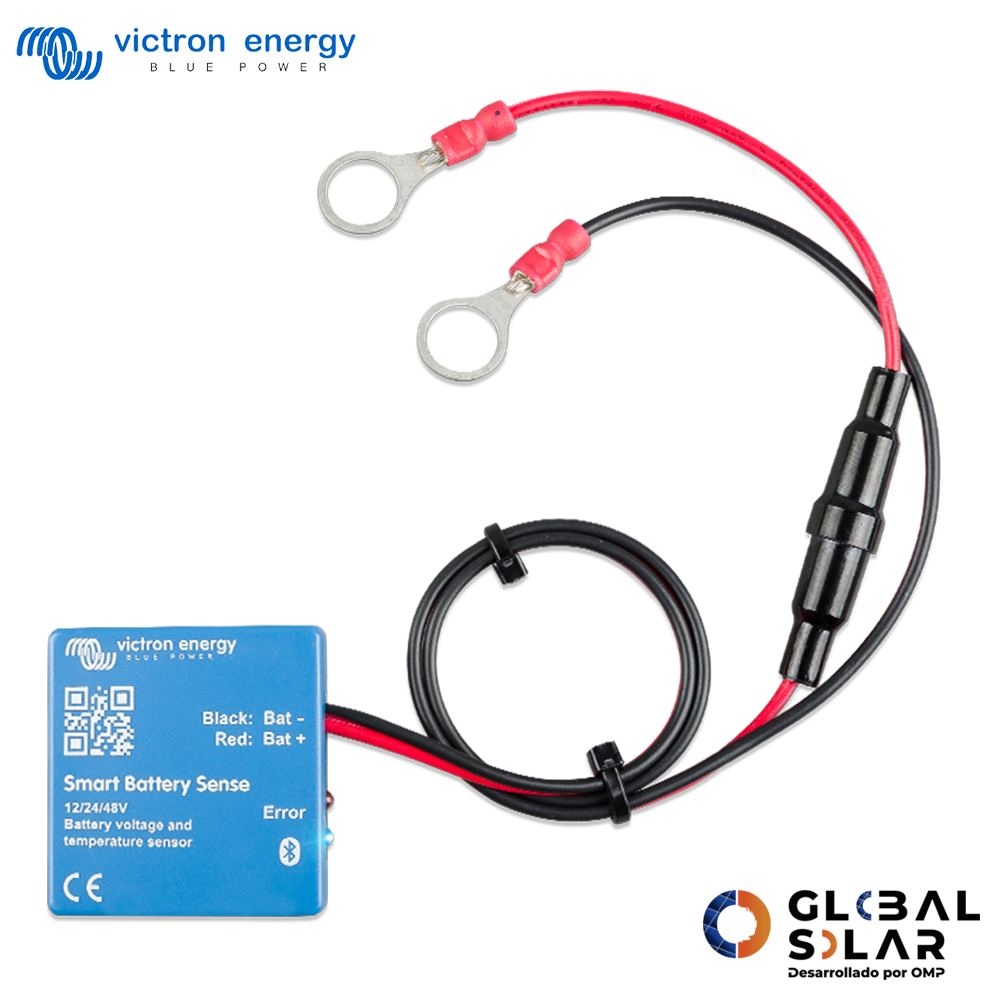 victron energy
BLUE POWER
victron energy
BLUE POWER
Black: Bat -
Red: Bat +
Smart Battery Sense
12/24/48V
Battery voltage and
temperature sensor
Error
CE
GLOBAL
SOLAR
Desarrollado por OMP